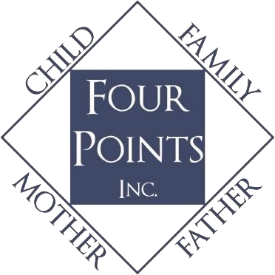 CHILD
FAMILY
FOUR
POINTS
INC.
MOTHER
FATHER